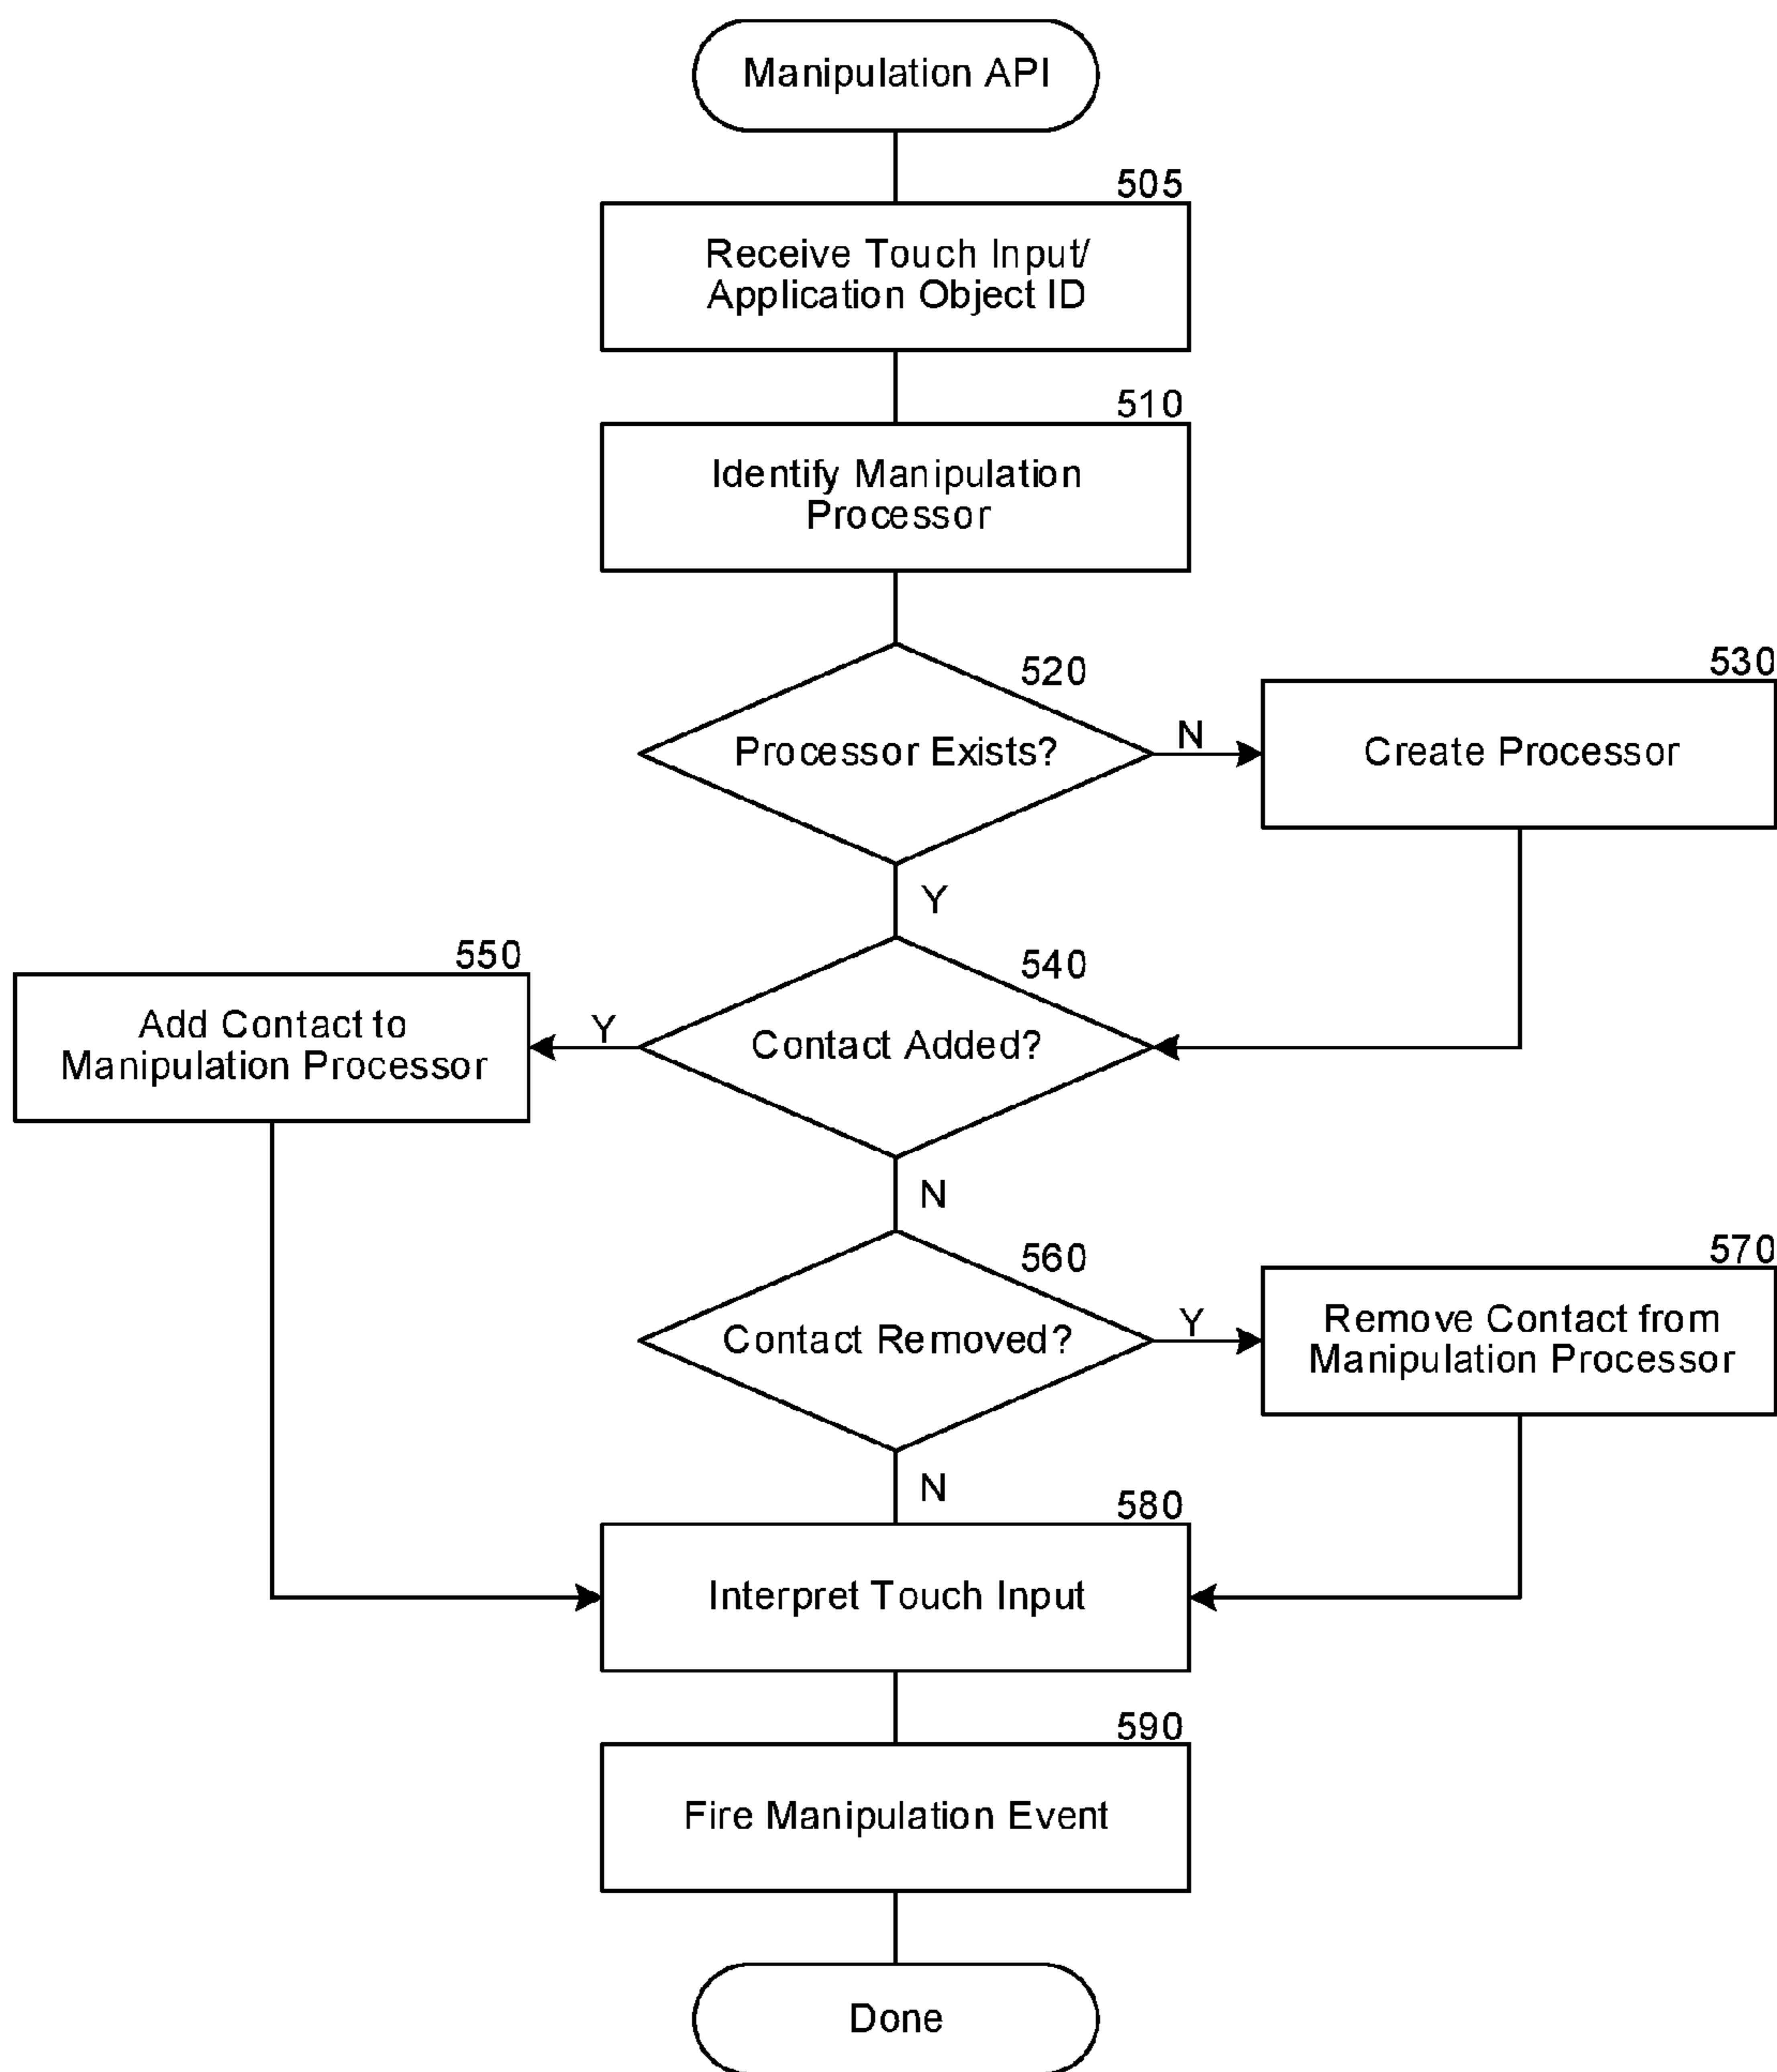 Manipulation API
505
Receive Touch Input/
Application Object ID
510
Identify Manipulation
Processor
520
Processor Exists?
N
530
Create Processor
Y
540
Contact Added?
Y
550
Add Contact to
Manipulation Processor
N
560
Contact Removed?
Y
570
Remove Contact from
Manipulation Processor
N
580
Interpret Touch Input
590
Fire Manipulation Event
Done